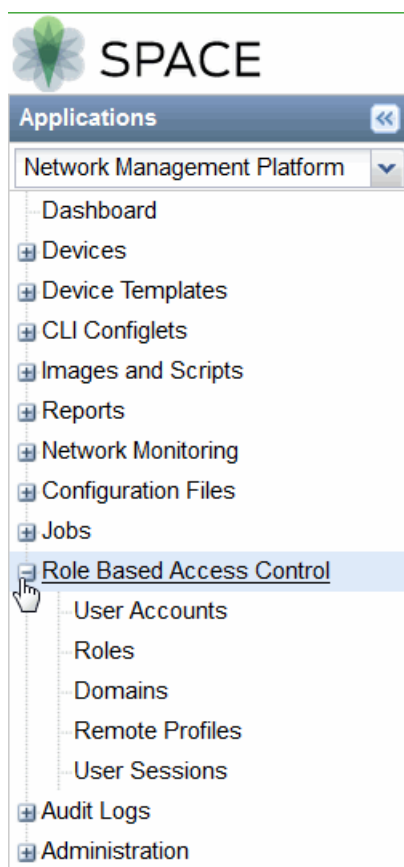 SPACE
Applications
Network Management Platform
Dashboard
Devices
Device Templates
CLI Configlets
Images and Scripts
Reports
Network Monitoring
Configuration Files
Jobs
Role Based Access Control
User Accounts
Roles
Domains
Remote Profiles
User Sessions
Audit Logs
Administration